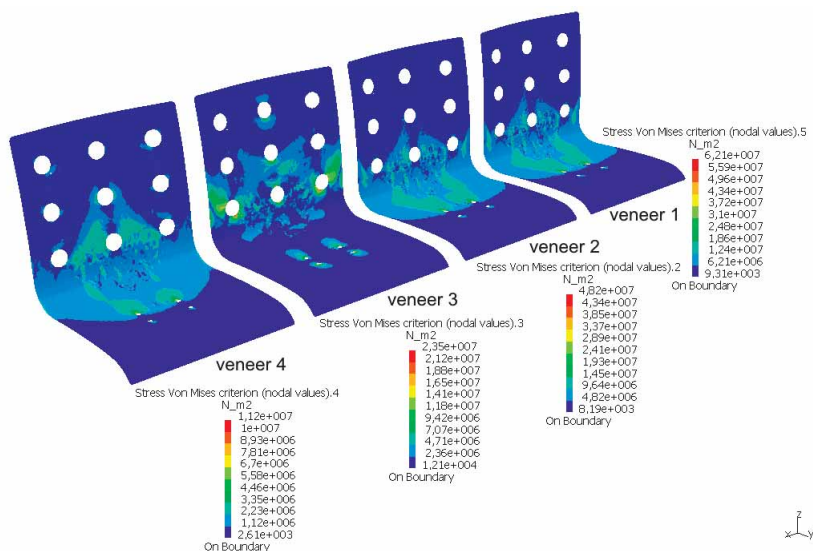 Stress Von Mises criterion (nodal values).5
N_m2
6,21e+007
5,59e+007
4,96e+007
4,34e+007
3,72e+007
3,1e+007
2,48e+007
1,86e+007
1,24e+007
6,21e+006
9,31e+003
On Boundary
veneer 1
veneer 2
Stress Von Mises criterion (nodal values).2
N_m2
4,82e+007
4,34e+007
3,85e+007
3,37e+007
2,89e+007
2,41e+007
1,93e+007
1,45e+007
9,64e+006
4,82e+006
8,19e+003
On Boundary
veneer 3
Stress Von Mises criterion (nodal values).3
N_m2
2,35e+007
2,12e+007
1,88e+007
1,65e+007
1,41e+007
1,18e+007
9,42e+006
7,07e+006
4,71e+006
2,36e+006
1,21e+004
On Boundary
veneer 4
Stress Von Mises criterion (nodal values).4
N_m2
1,12e+007
1e+007
8,93e+006
7,81e+006
6,7e+006
5,58e+006
4,46e+006
3,35e+006
2,23e+006
1,12e+006
2,61e+003
On Boundary
z
x y